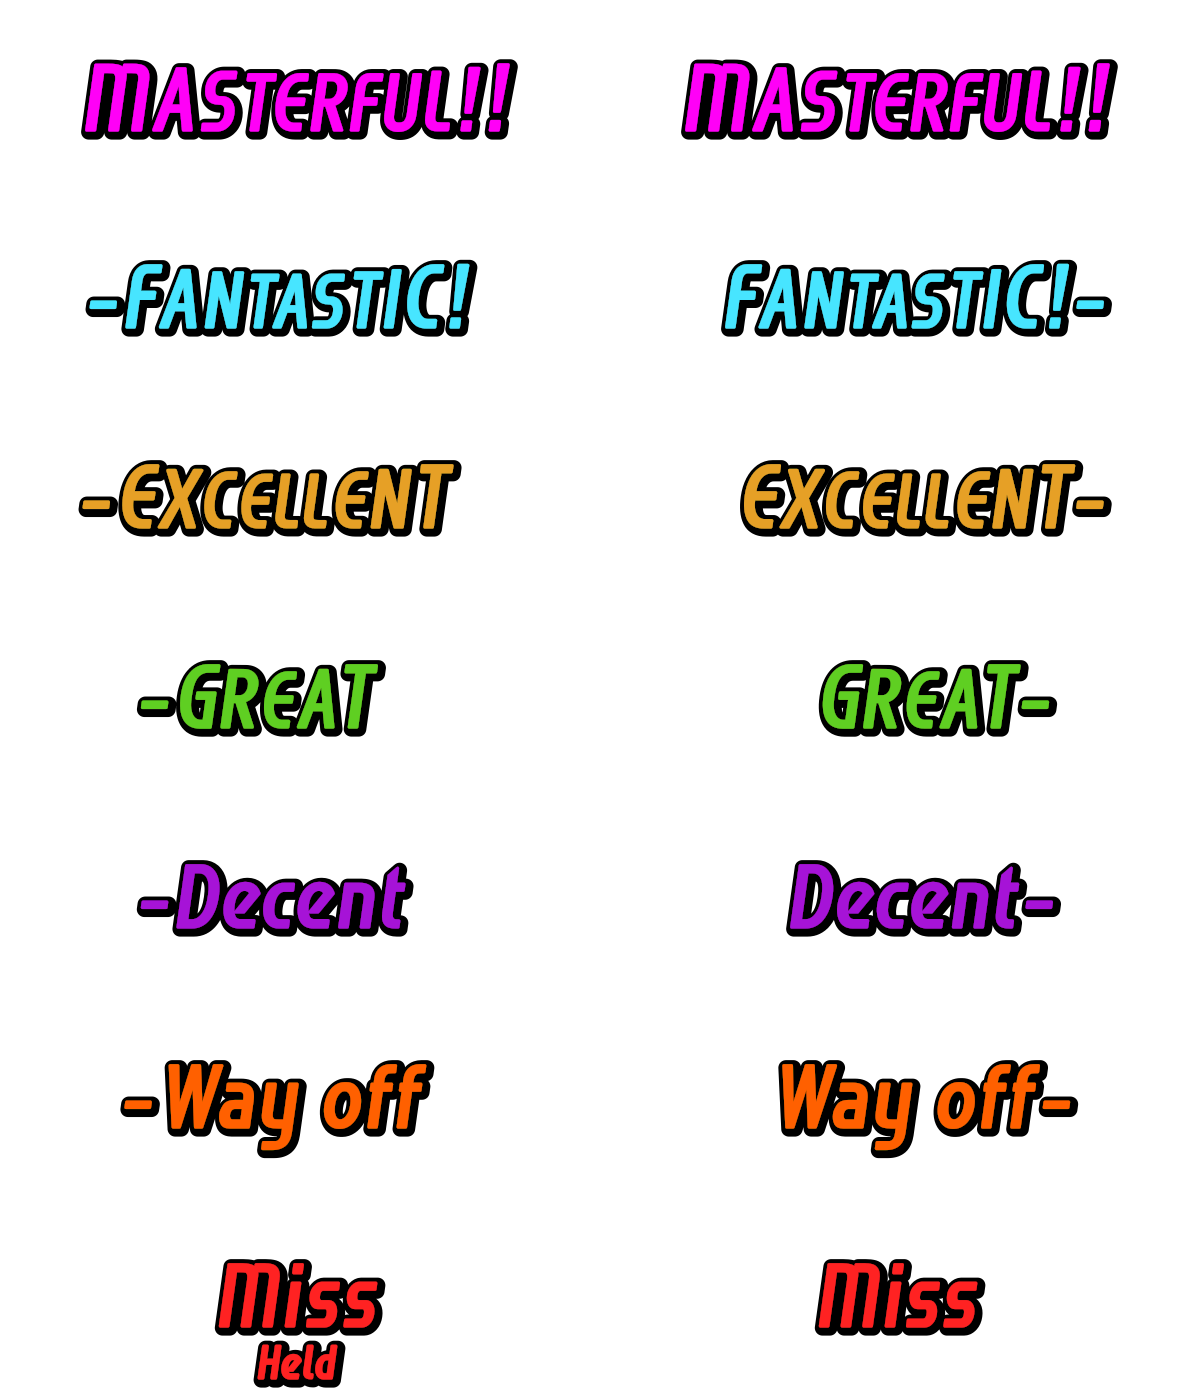 Masterful!! Masterful!!
-Fantastic! Fantastic!-
-Excellent Excellent-
-Great Great-
-Decent Decent-
-Way off Way off-
Miss Miss
Held